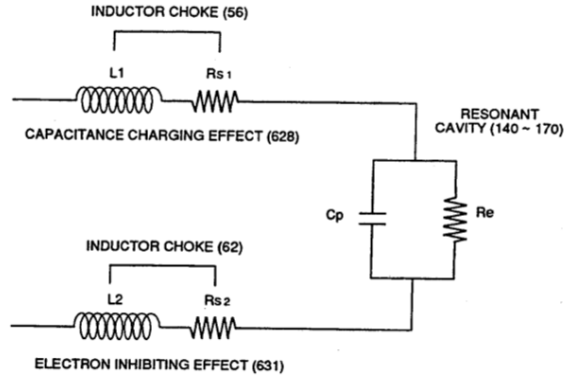 INDUCTOR CHOKE (56)
L1
Rs1
CAPACITANCE CHARGING EFFECT (628)
RESONANT
CAVITY (140 ~ 170)
Cp
Re
INDUCTOR CHOKE (62)
L2
Rs2
ELECTRON INHIBITING EFFECT (631)